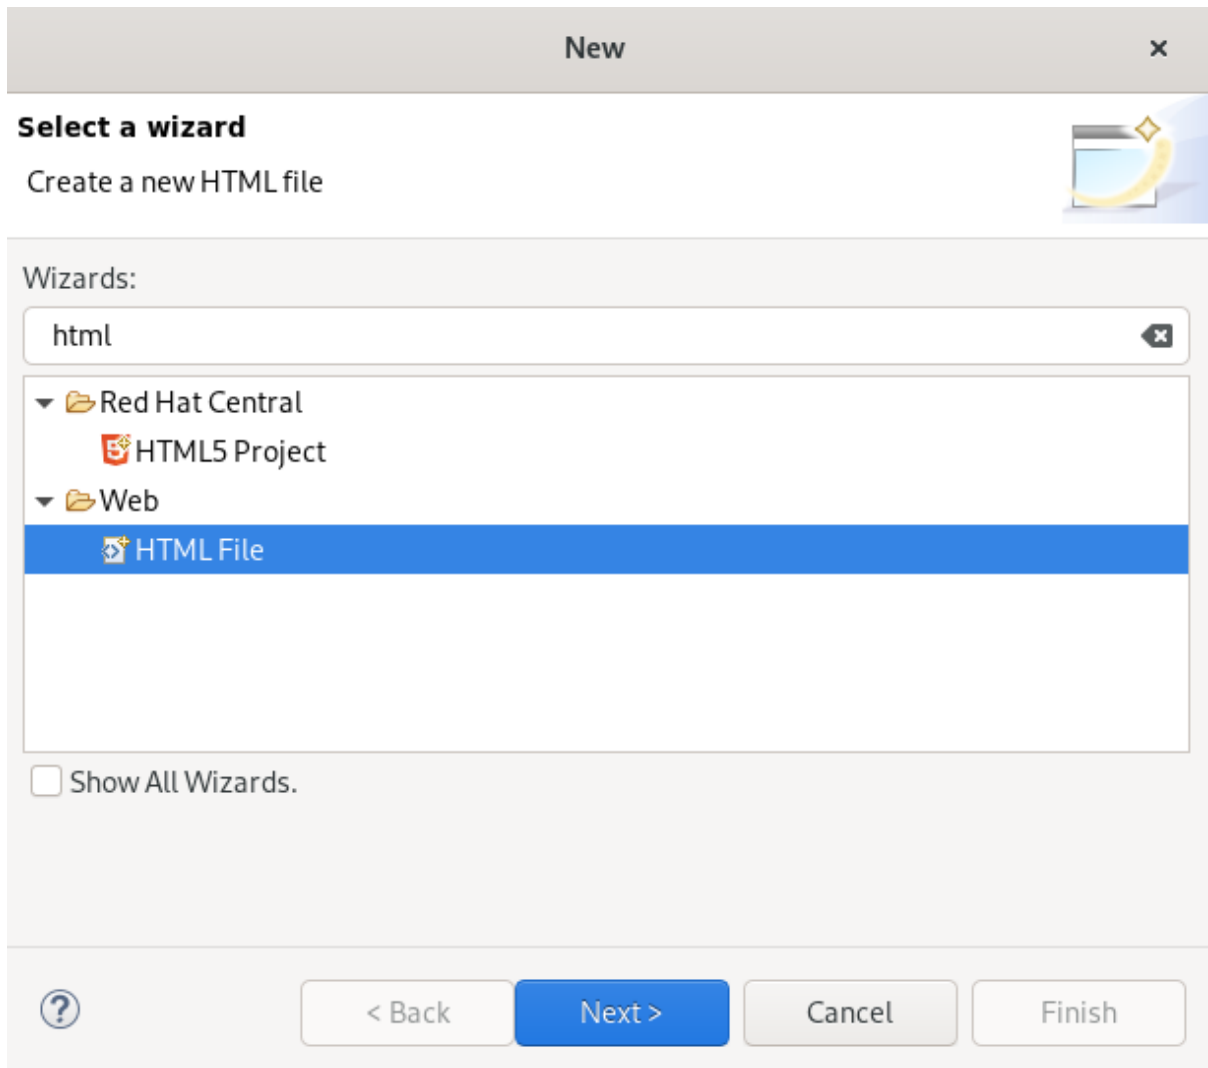 New
Select a wizard
Create a new HTML file
Wizards:
html
Red Hat Central
HTML5 Project
Web
HTML File
Show All Wizards.
? < Back Next > Cancel Finish